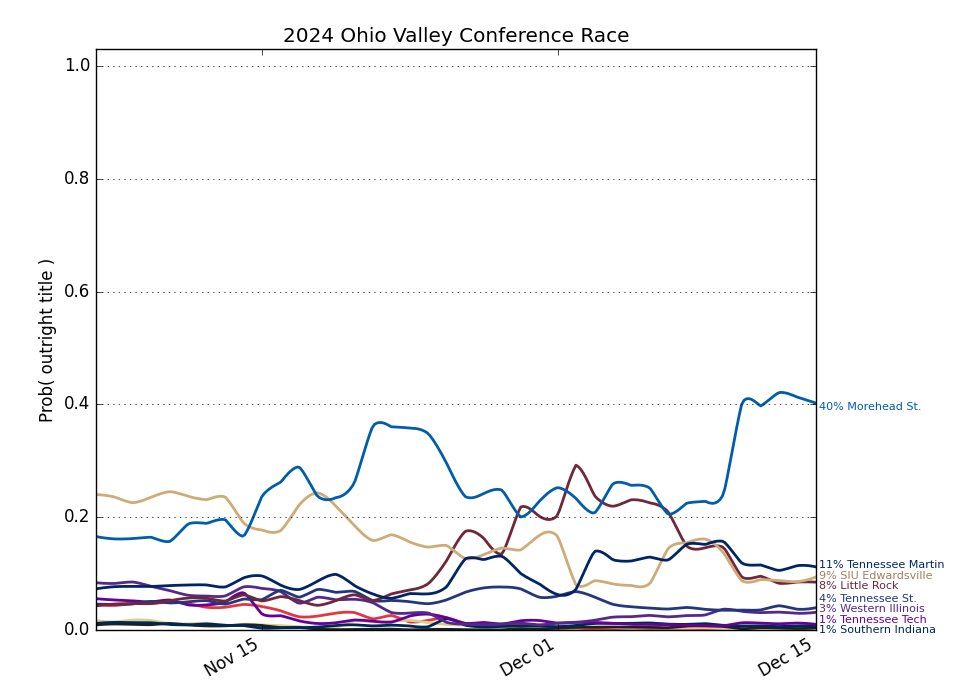 2024 Ohio Valley Conference Race
Prob( outright title )
1.0
0.8
0.6
0.4
0.2
0.0
40% Morehead St.
11% Tennessee Martin
9% SIU Edwardsville
8% Little Rock
4% Tennessee St.
3% Western Illinois
1% Tennessee Tech
1% Southern Indiana
Nov 15
Dec 01
Dec 15